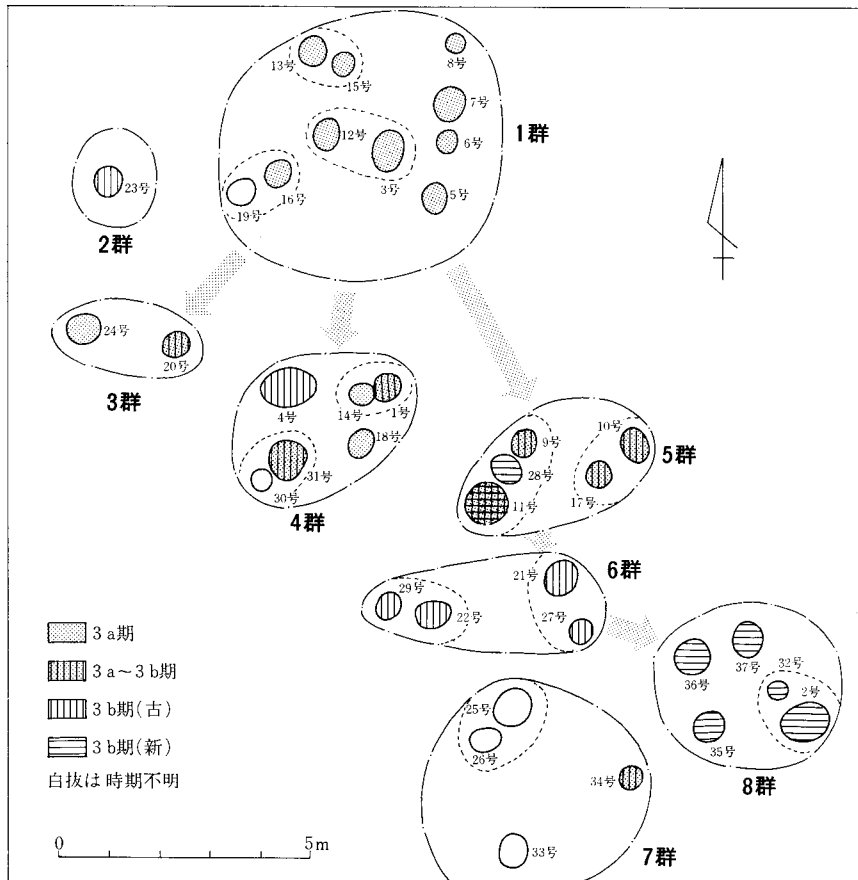 13号
15号
8号
7号
6号
5号
12号
3号
16号
19号
1群
23号
2群
24号
20号
3群
4号
14号
1号
18号
31号
30号
4群
9号
28号
11号
10号
17号
5群
29号
22号
21号
27号
6群
36号
37号
32号
2号
35号
8群
25号
26号
34号
33号
7群
3a期
3a～3b期
3b期(古)
3b期(新)
白抜は時期不明
0 5m